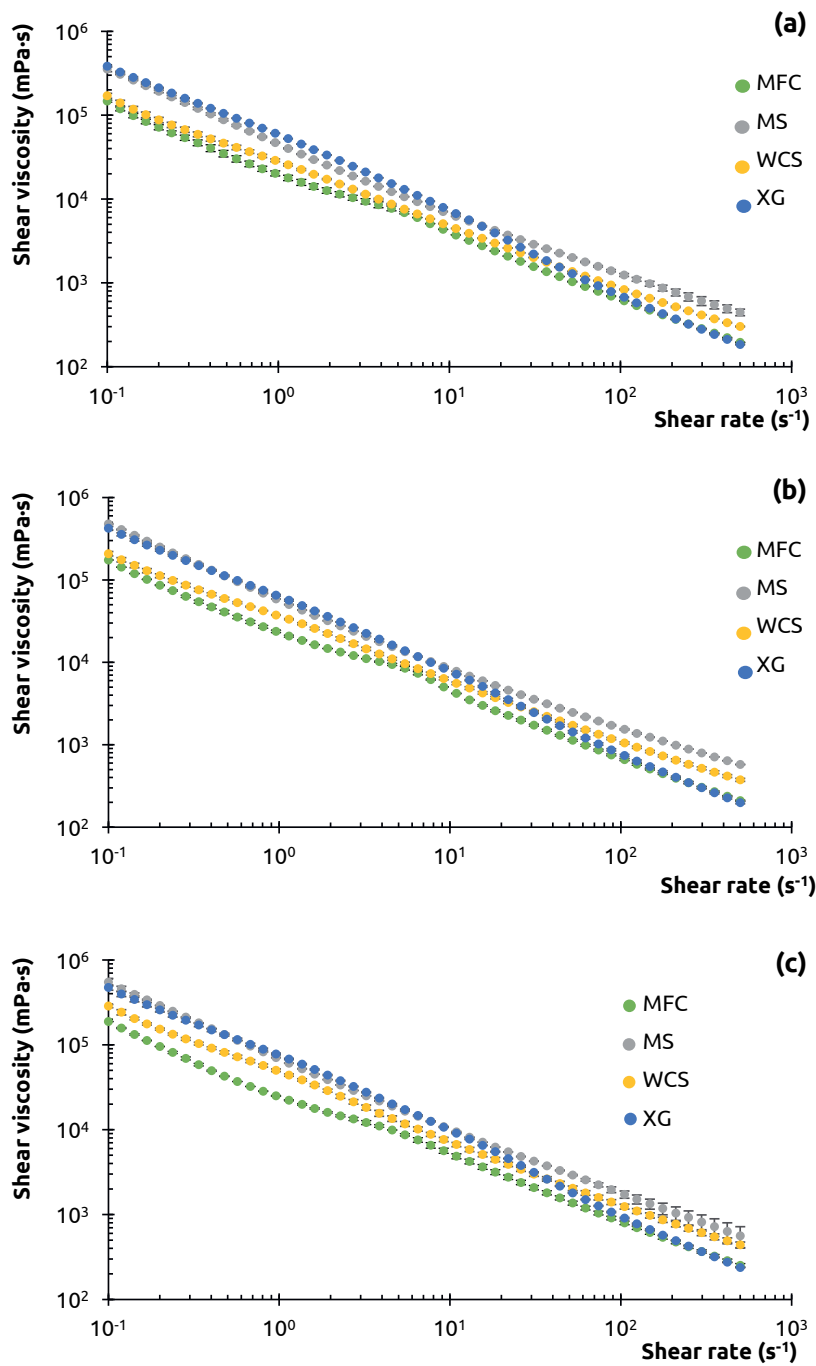 (a)
Shear viscosity (mPa·s)
10⁶
10⁵
10⁴
10³
10²
MFC
MS
WCS
XG
10⁻¹ 10⁰ 10¹ 10² 10³
Shear rate (s⁻¹)
(b)
Shear viscosity (mPa·s)
10⁶
10⁵
10⁴
10³
10²
MFC
MS
WCS
XG
10⁻¹ 10⁰ 10¹ 10² 10³
Shear rate (s⁻¹)
(c)
Shear viscosity (mPa·s)
10⁶
10⁵
10⁴
10³
10²
MFC
MS
WCS
XG
10⁻¹ 10⁰ 10¹ 10² 10³
Shear rate (s⁻¹)